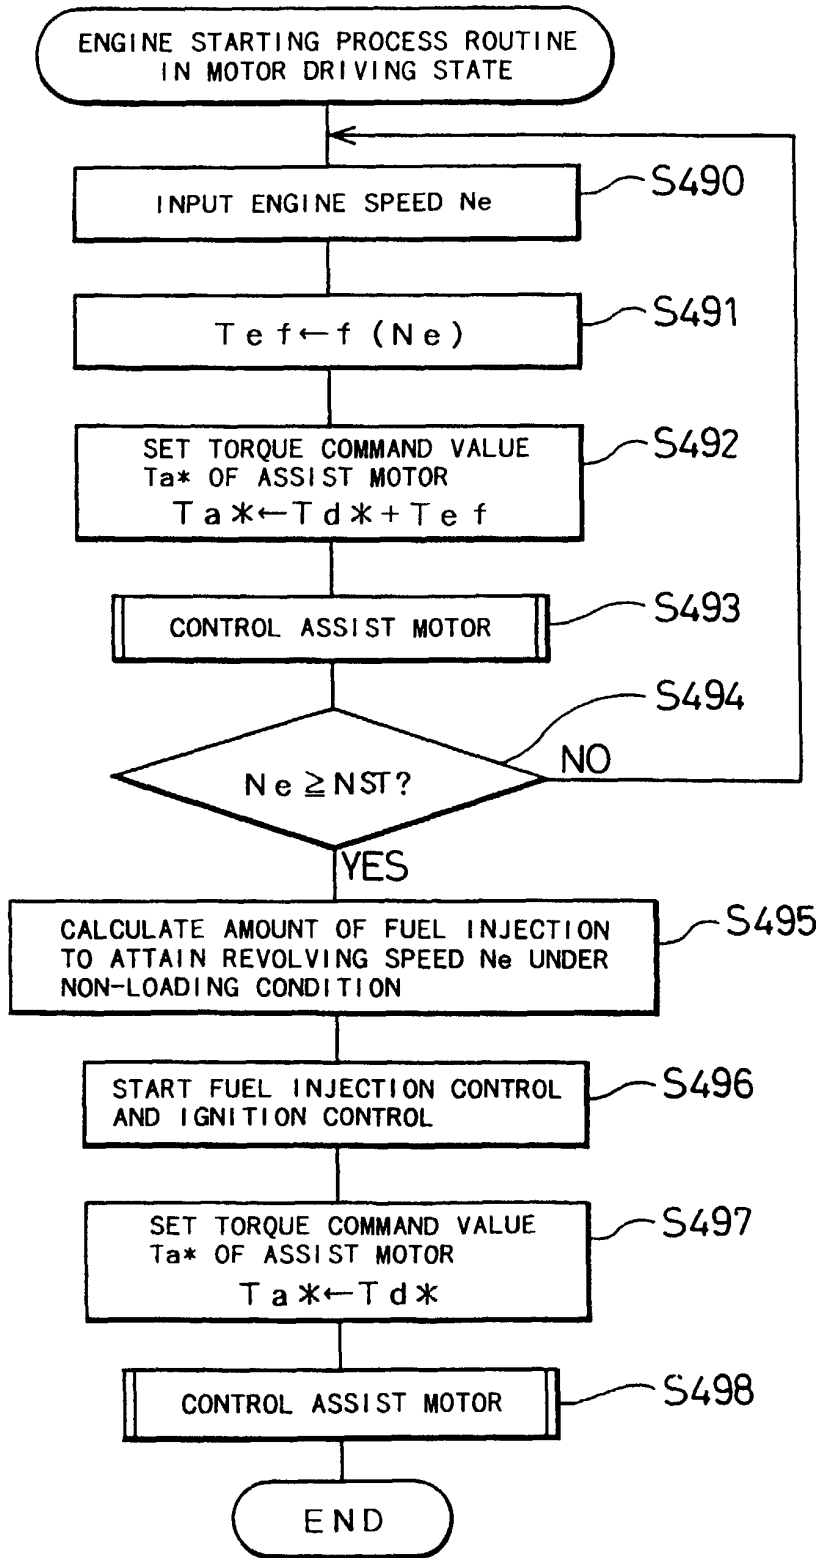 ENGINE STARTING PROCESS ROUTINE
IN MOTOR DRIVING STATE
INPUT ENGINE SPEED Ne
S490
Tef←f (Ne)
S491
SET TORQUE COMMAND VALUE
Ta* OF ASSIST MOTOR
Ta*←Td*+Tef
S492
CONTROL ASSIST MOTOR
S493
Ne≧NST?
S494
NO
YES
CALCULATE AMOUNT OF FUEL INJECTION
TO ATTAIN REVOLVING SPEED Ne UNDER
NON-LOADING CONDITION
S495
START FUEL INJECTION CONTROL
AND IGNITION CONTROL
S496
SET TORQUE COMMAND VALUE
Ta* OF ASSIST MOTOR
Ta*←Td*
S497
CONTROL ASSIST MOTOR
S498
END